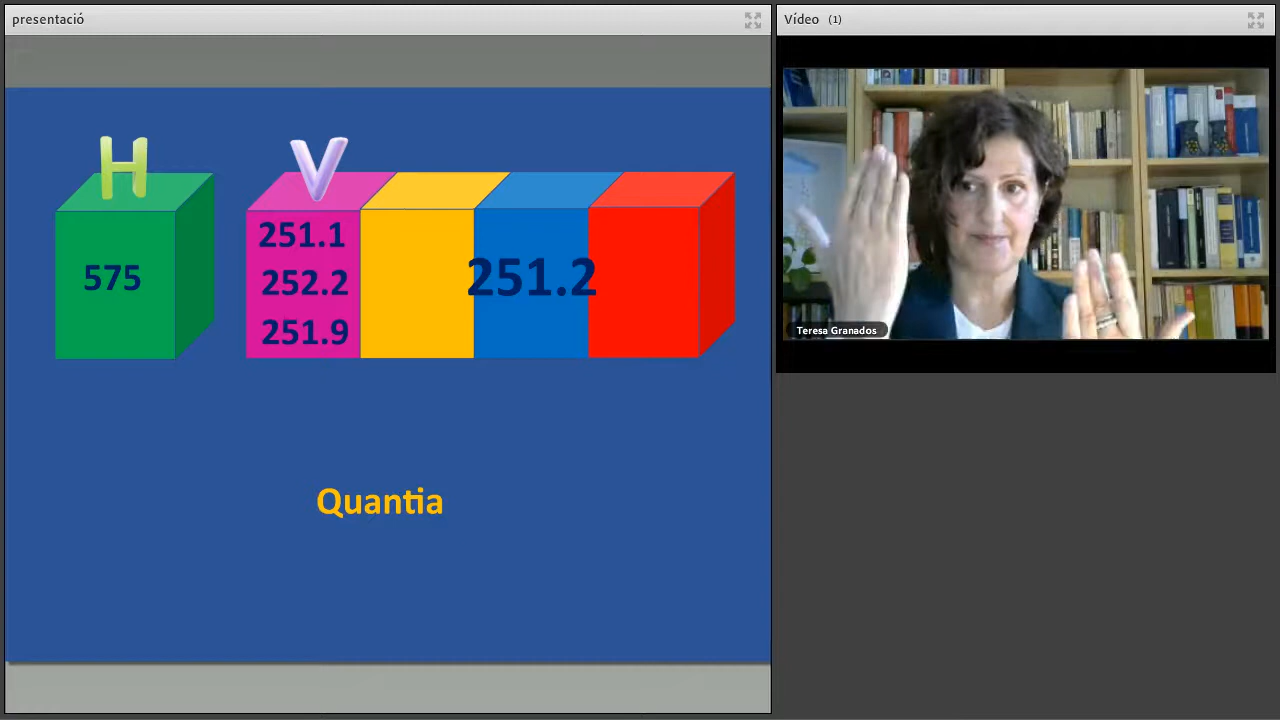 presentació
Vídeo (1)
H
V
575
251.1
252.2
251.9
251.2
Quantia
Teresa Granados